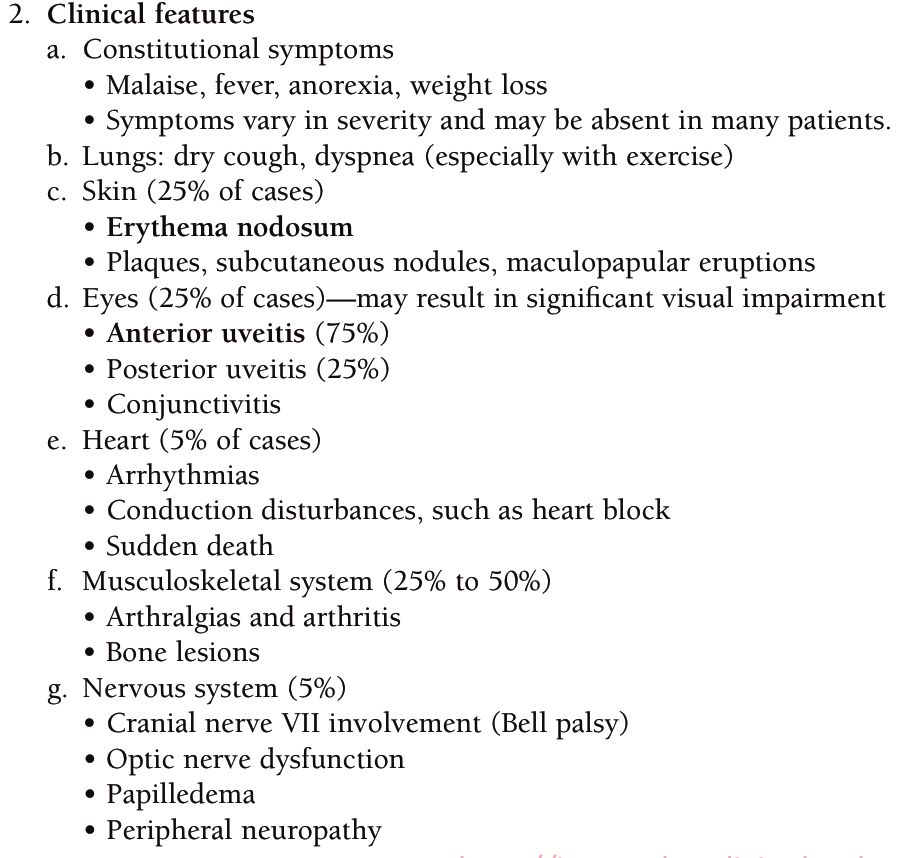 2. Clinical features
a. Constitutional symptoms
• Malaise, fever, anorexia, weight loss
• Symptoms vary in severity and may be absent in many patients.
b. Lungs: dry cough, dyspnea (especially with exercise)
c. Skin (25% of cases)
• Erythema nodosum
• Plaques, subcutaneous nodules, maculopapular eruptions
d. Eyes (25% of cases)—may result in significant visual impairment
• Anterior uveitis (75%)
• Posterior uveitis (25%)
• Conjunctivitis
e. Heart (5% of cases)
• Arrhythmias
• Conduction disturbances, such as heart block
• Sudden death
f. Musculoskeletal system (25% to 50%)
• Arthralgias and arthritis
• Bone lesions
g. Nervous system (5%)
• Cranial nerve VII involvement (Bell palsy)
• Optic nerve dysfunction
• Papilledema
• Peripheral neuropathy